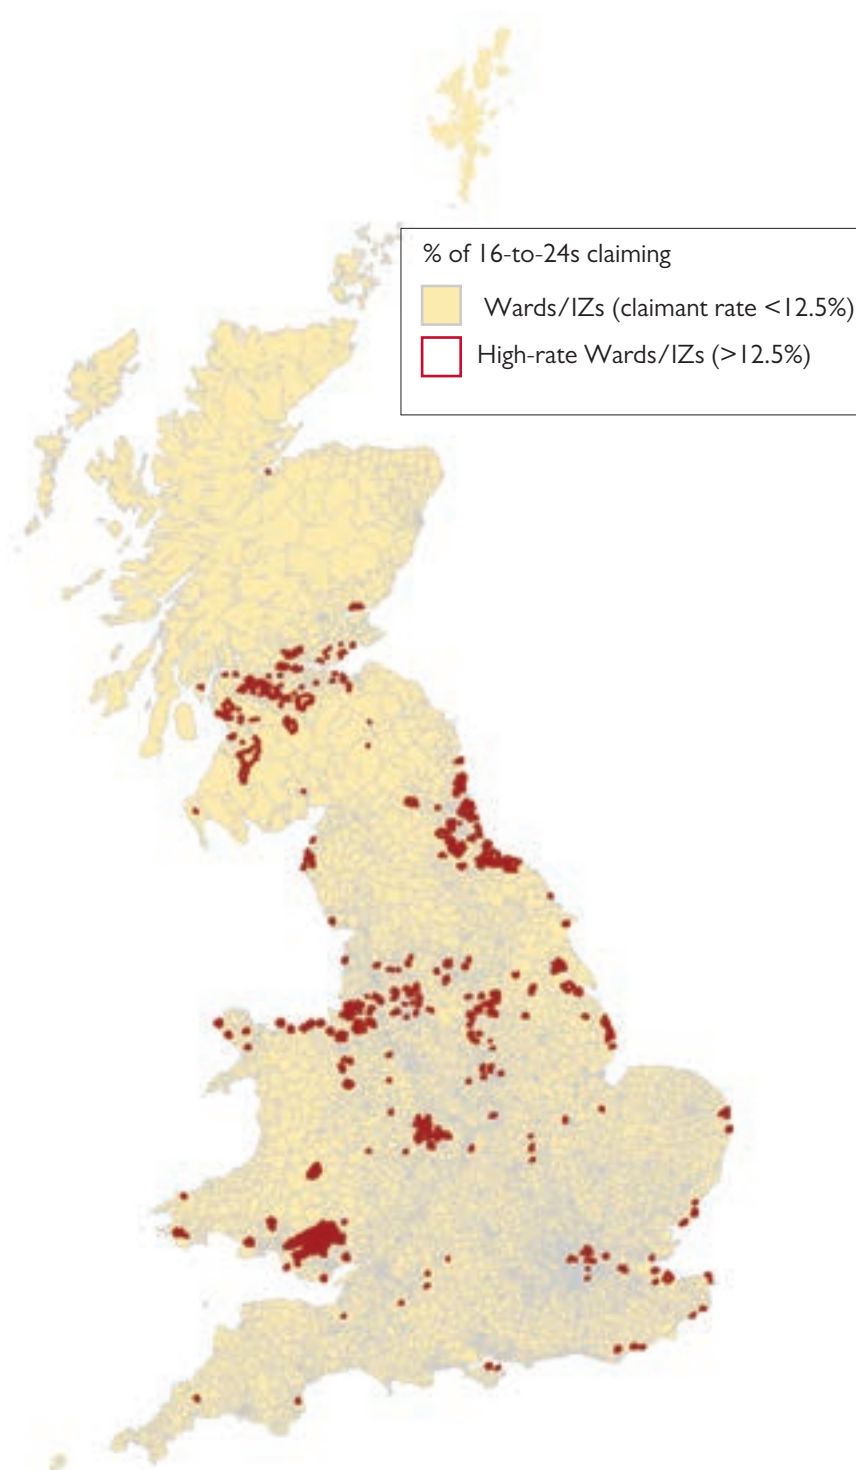 % of 16-to-24s claiming
Wards/IZs (claimant rate <12.5%)
High-rate Wards/IZs (>12.5%)